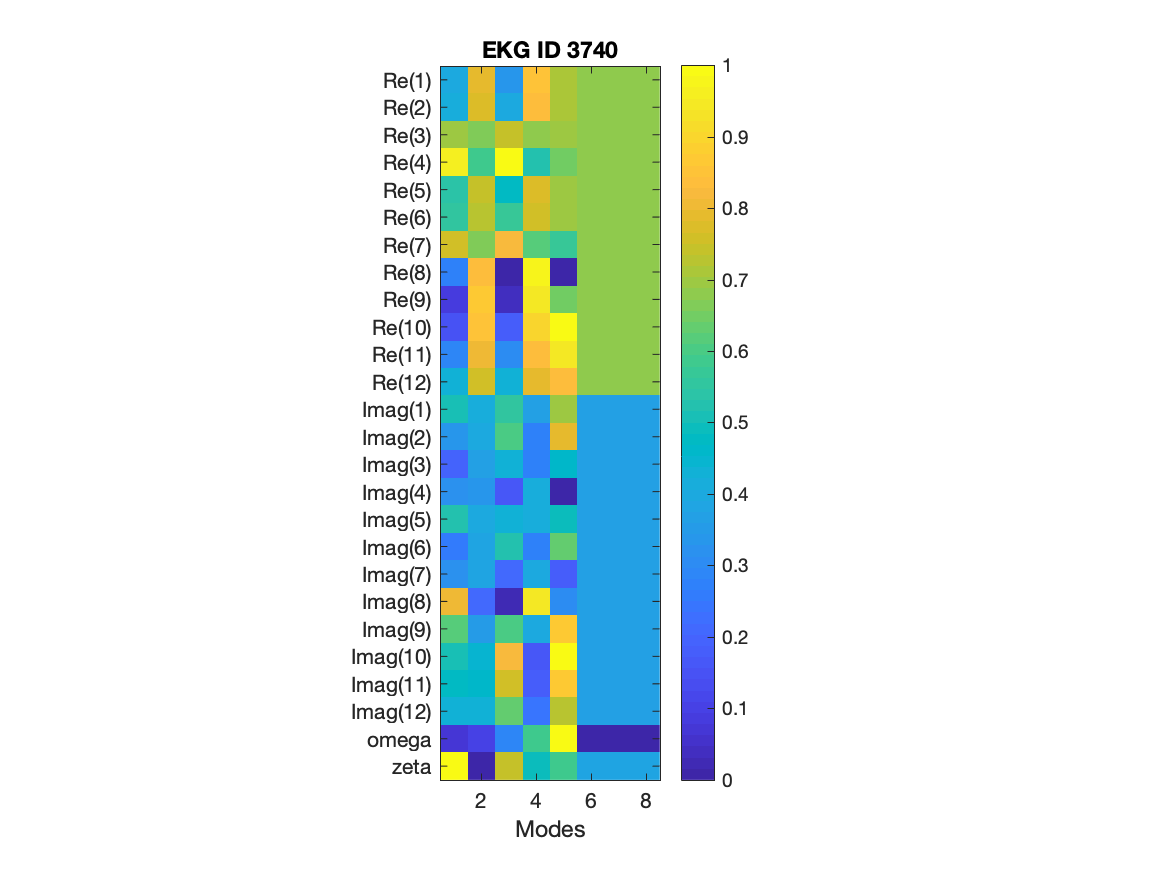 EKG ID 3740
Re(1)
Re(2)
Re(3)
Re(4)
Re(5)
Re(6)
Re(7)
Re(8)
Re(9)
Re(10)
Re(11)
Re(12)
Imag(1)
Imag(2)
Imag(3)
Imag(4)
Imag(5)
Imag(6)
Imag(7)
Imag(8)
Imag(9)
Imag(10)
Imag(11)
Imag(12)
omega
zeta
2 4 6 8
Modes
1
0.9
0.8
0.7
0.6
0.5
0.4
0.3
0.2
0.1
0